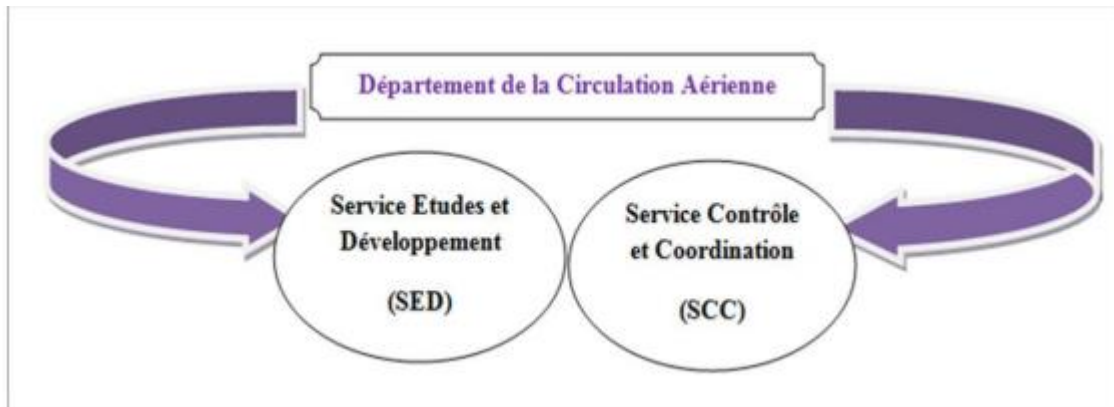 Département de la Circulation Aérienne
Service Etudes et
Développement
(SED)
Service Contrôle
et Coordination
(SCC)